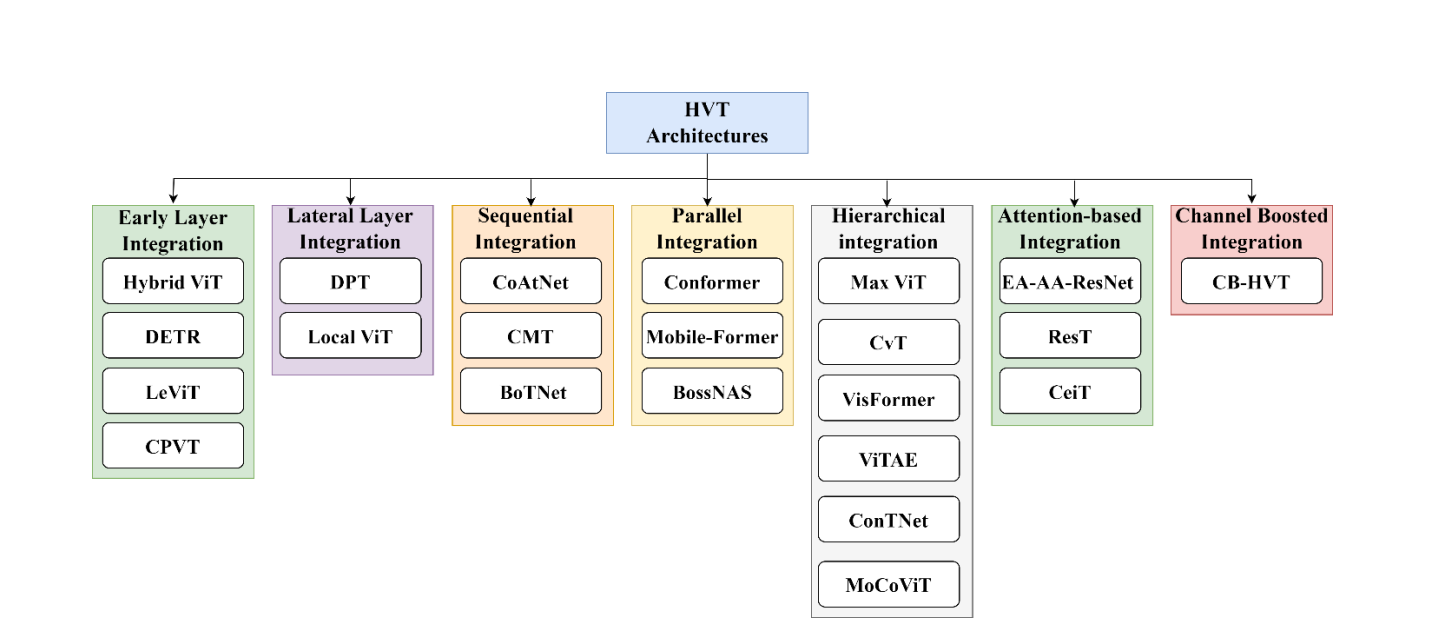 HVT
Architectures
Early Layer
Integration
Hybrid ViT
DETR
LeViT
CPVT
Lateral Layer
Integration
DPT
Local ViT
Sequential
Integration
CoAtNet
CMT
BoTNet
Parallel
Integration
Conformer
Mobile-Former
BossNAS
Hierarchical
integration
Max ViT
CvT
VisFormer
ViTAE
ConTNet
MoCoViT
Attention-based
Integration
EA-AA-ResNet
ResT
CeiT
Channel Boosted
Integration
CB-HVT